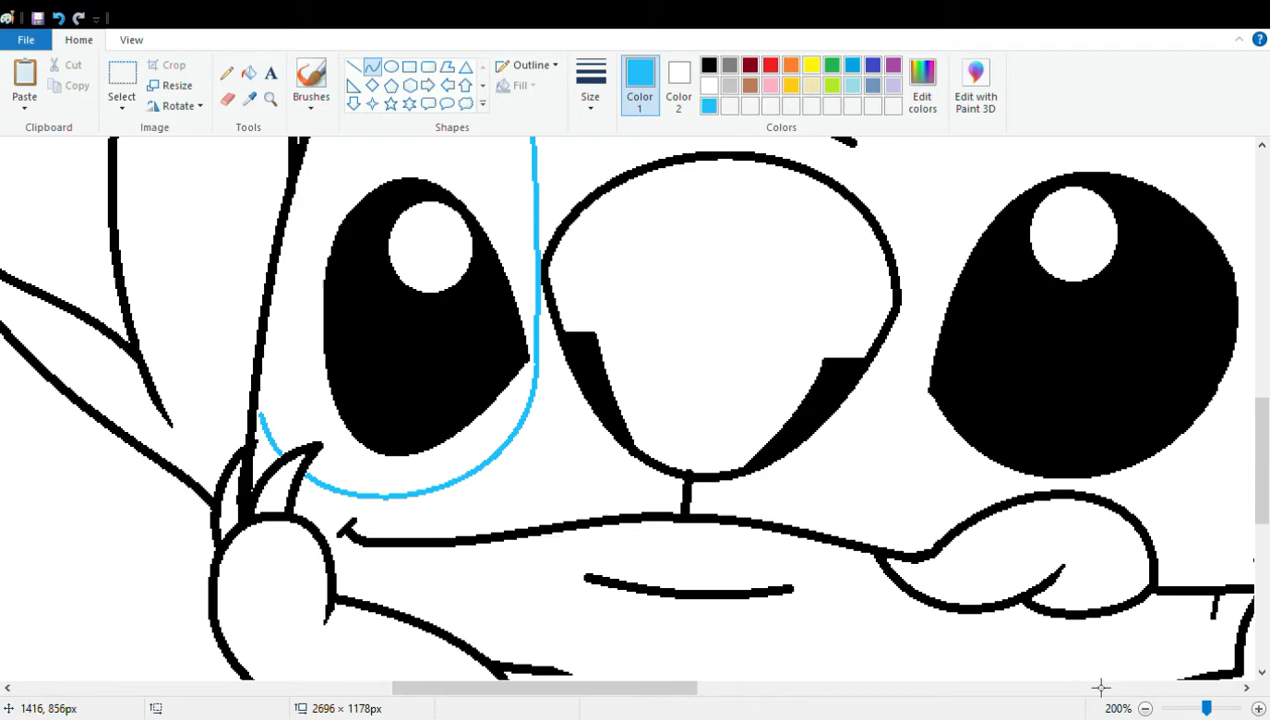 File Home View
Paste
Cut
Copy
Clipboard
Select
Crop
Resize
Rotate
Image
A
Tools
Brushes
Outline
Fill
Shapes
Size
Color 1
Color 2
Edit colors
Colors
Edit with Paint 3D
1416, 856px
2696 × 1178px
200%